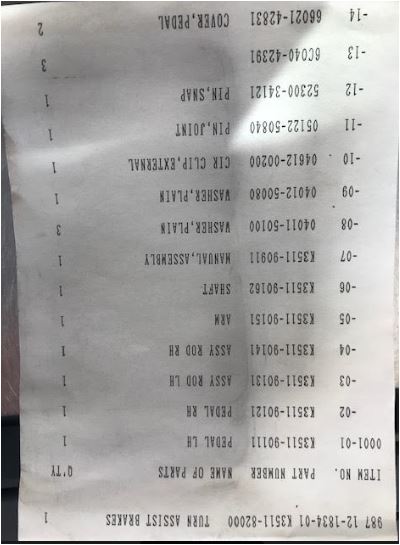 987 12-1834-01 K3511-82000 TURN ASSIST BRAKES 1
ITEM NO. PART NUMBER NAME OF PARTS Q'TY
0001-01 K3511-90111 PEDAL LH 1
-02 K3511-90121 PEDAL RH 1
-03 K3511-90131 ASSY ROD LH 1
-04 K3511-90141 ASSY ROD RH 1
-05 K3511-90151 ARM 1
-06 K3511-90162 SHAFT 1
-07 K3511-90911 MANUAL,ASSEMBLY 1
-08 04011-50100 WASHER,PLAIN 3
-09 04012-50080 WASHER,PLAIN 1
-10 04612-00200 CIR CLIP,EXTERNAL 1
-11 05122-50840 PIN,JOINT 1
-12 52300-34121 PIN,SNAP 1
-13 6C040-42391 3
-14 66021-42831 COVER,PEDAL 2